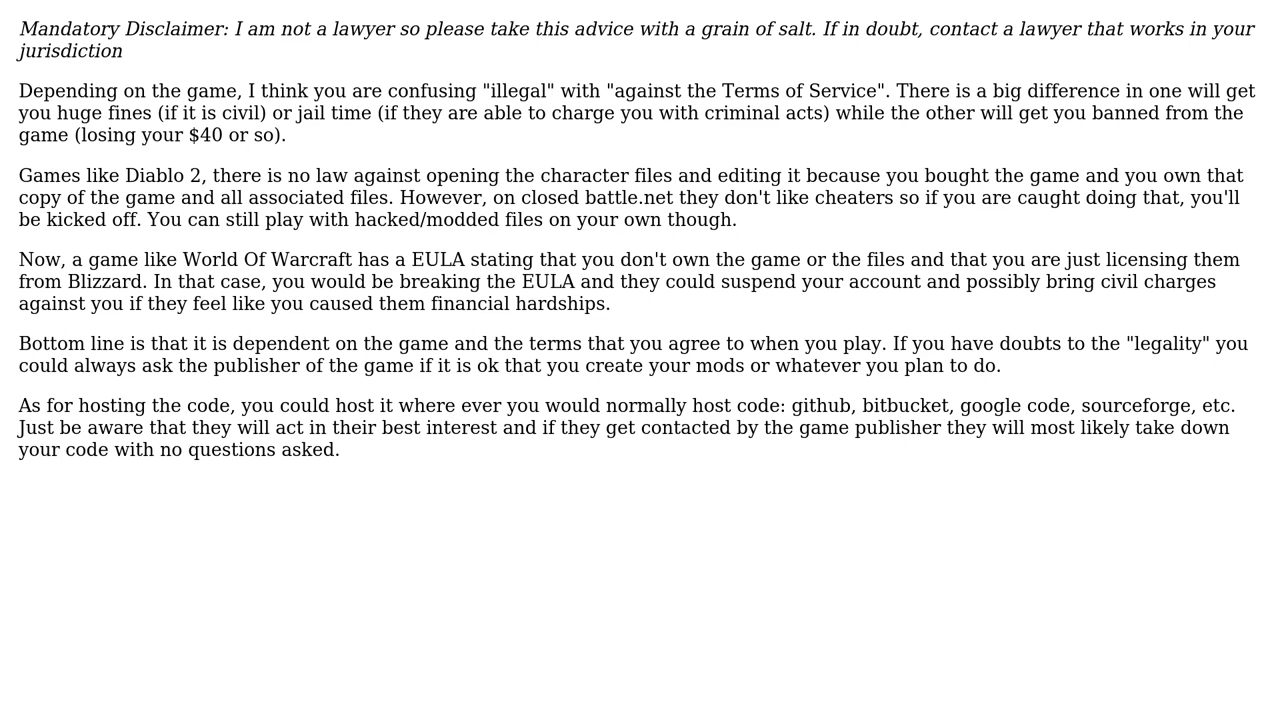 Mandatory Disclaimer: I am not a lawyer so please take this advice with a grain of salt. If in doubt, contact a lawyer that works in your
jurisdiction
Depending on the game, I think you are confusing "illegal" with "against the Terms of Service". There is a big difference in one will get
you huge fines (if it is civil) or jail time (if they are able to charge you with criminal acts) while the other will get you banned from the
game (losing your $40 or so).
Games like Diablo 2, there is no law against opening the character files and editing it because you bought the game and you own that
copy of the game and all associated files. However, on closed battle.net they don't like cheaters so if you are caught doing that, you'll
be kicked off. You can still play with hacked/modded files on your own though.
Now, a game like World Of Warcraft has a EULA stating that you don't own the game or the files and that you are just licensing them
from Blizzard. In that case, you would be breaking the EULA and they could suspend your account and possibly bring civil charges
against you if they feel like you caused them financial hardships.
Bottom line is that it is dependent on the game and the terms that you agree to when you play. If you have doubts to the "legality" you
could always ask the publisher of the game if it is ok that you create your mods or whatever you plan to do.
As for hosting the code, you could host it where ever you would normally host code: github, bitbucket, google code, sourceforge, etc.
Just be aware that they will act in their best interest and if they get contacted by the game publisher they will most likely take down
your code with no questions asked.